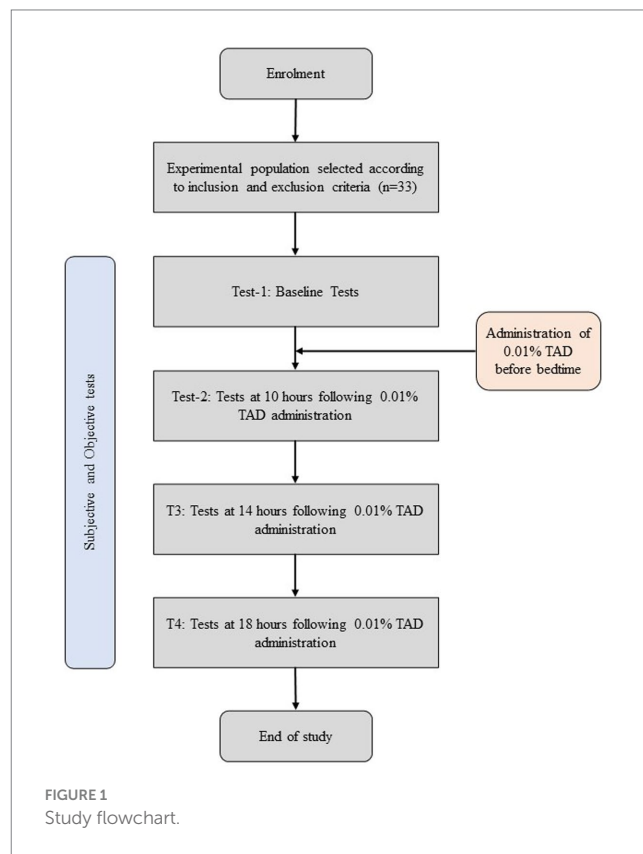 Enrolment
Experimental population selected according
to inclusion and exclusion criteria (n=33)
Test-1: Baseline Tests
Administration of
0.01% TAD
before bedtime
Test-2: Tests at 10 hours following 0.01%
TAD administration
Subjective and Objective tests
T3: Tests at 14 hours following 0.01% TAD
administration
T4: Tests at 18 hours following 0.01% TAD
administration
End of study
FIGURE 1
Study flowchart.